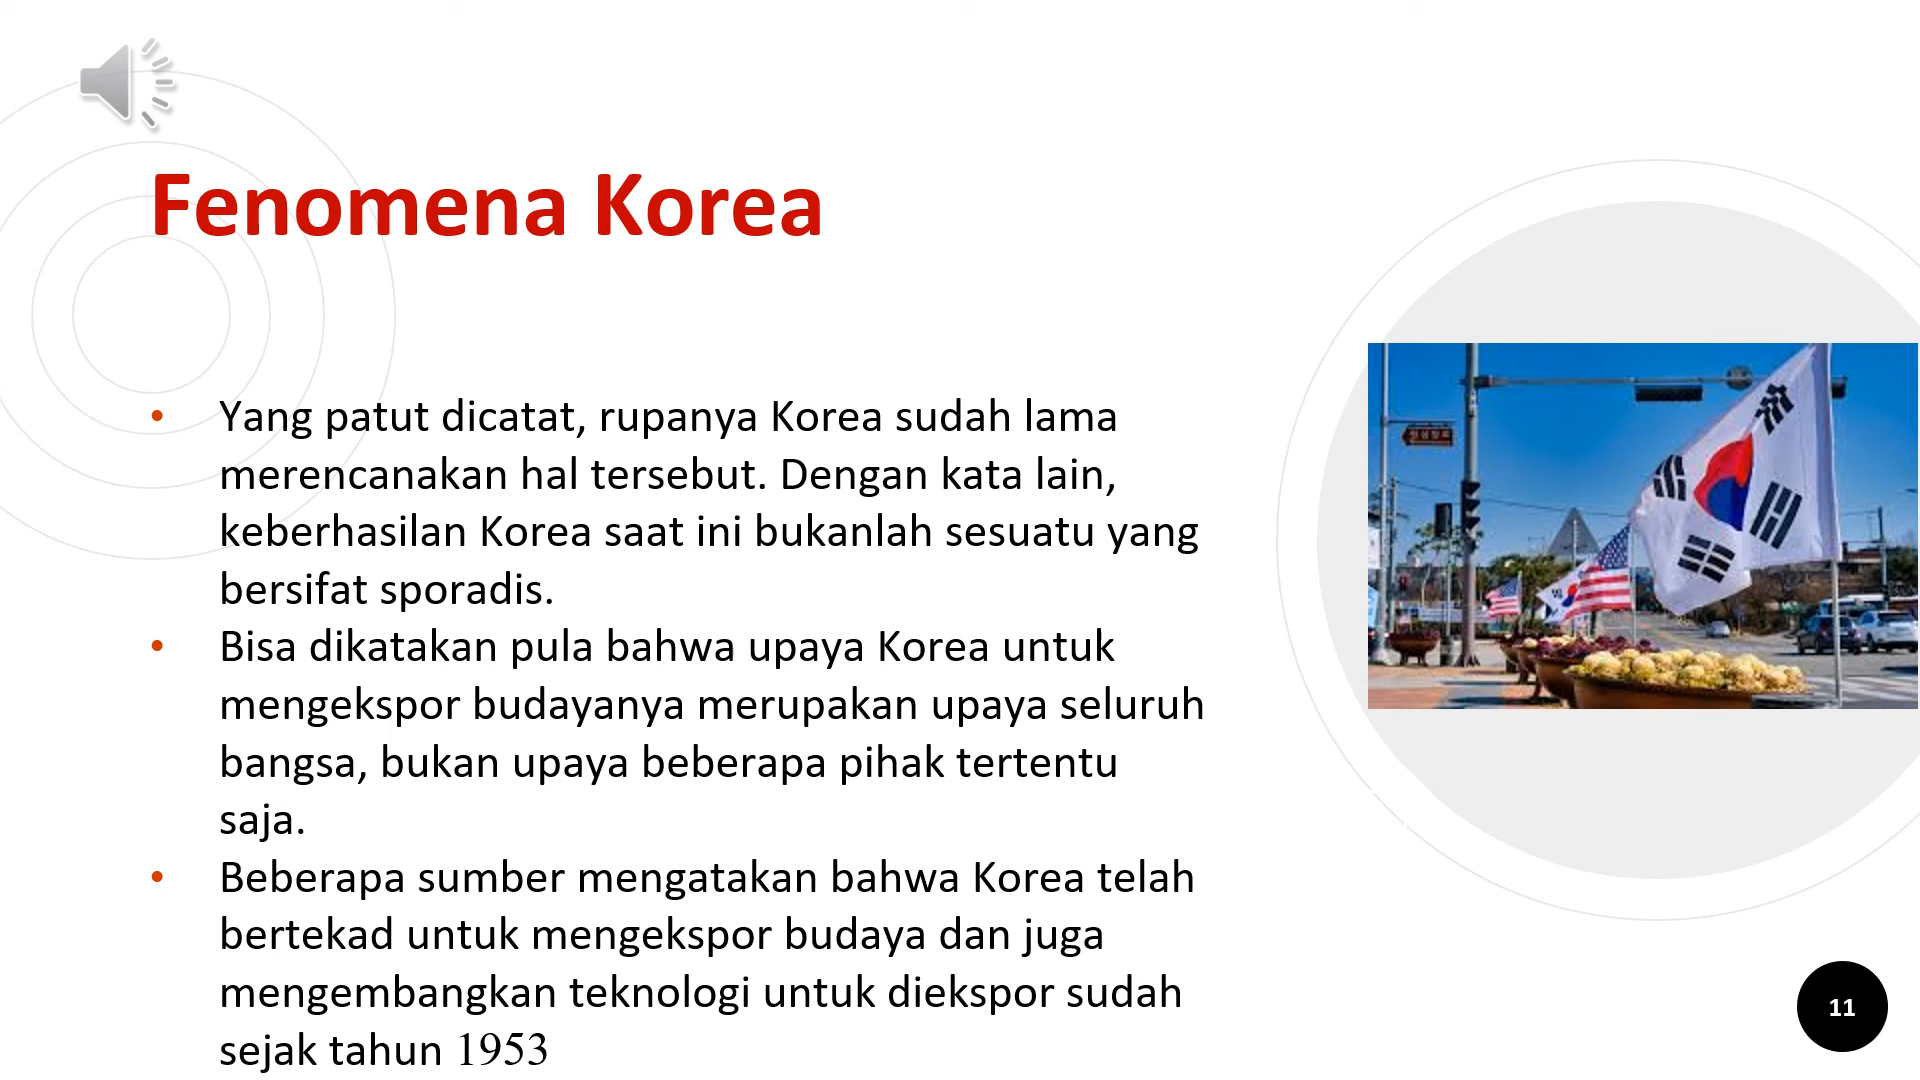 Fenomena Korea
• Yang patut dicatat, rupanya Korea sudah lama
merencanakan hal tersebut. Dengan kata lain,
keberhasilan Korea saat ini bukanlah sesuatu yang
bersifat sporadis.
• Bisa dikatakan pula bahwa upaya Korea untuk
mengekspor budayanya merupakan upaya seluruh
bangsa, bukan upaya beberapa pihak tertentu
saja.
• Beberapa sumber mengatakan bahwa Korea telah
bertekad untuk mengekspor budaya dan juga
mengembangkan teknologi untuk diekspor sudah
sejak tahun 1953
11